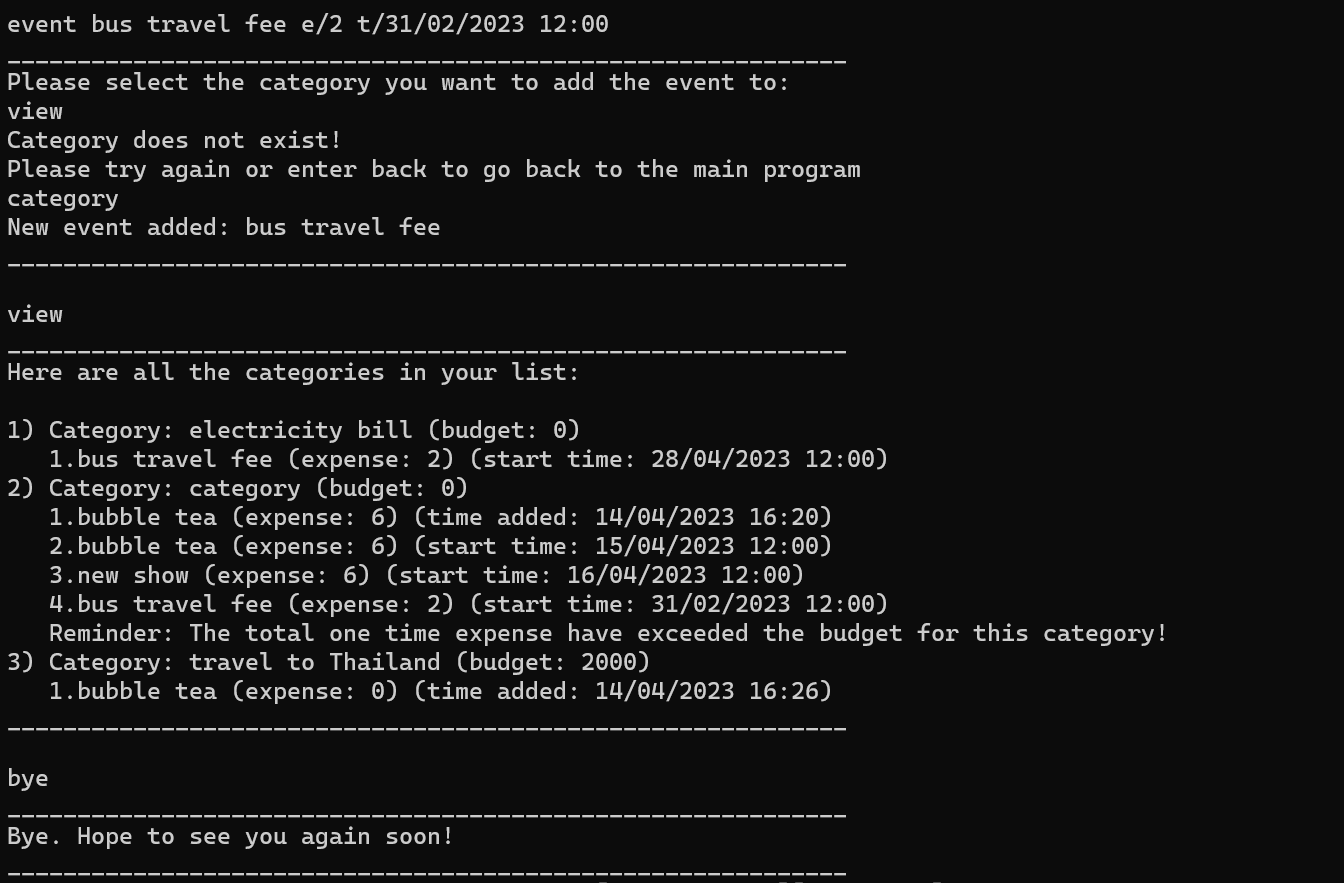 event bus travel fee e/2 t/31/02/2023 12:00
____________________________________________________________
Please select the category you want to add the event to:
view
Category does not exist!
Please try again or enter back to go back to the main program
category
New event added: bus travel fee
____________________________________________________________
view
____________________________________________________________
Here are all the categories in your list:
1) Category: electricity bill (budget: 0)
   1.bus travel fee (expense: 2) (start time: 28/04/2023 12:00)
2) Category: category (budget: 0)
   1.bubble tea (expense: 6) (time added: 14/04/2023 16:20)
   2.bubble tea (expense: 6) (start time: 15/04/2023 12:00)
   3.new show (expense: 6) (start time: 16/04/2023 12:00)
   4.bus travel fee (expense: 2) (start time: 31/02/2023 12:00)
   Reminder: The total one time expense have exceeded the budget for this category!
3) Category: travel to Thailand (budget: 2000)
   1.bubble tea (expense: 0) (time added: 14/04/2023 16:26)
____________________________________________________________
bye
____________________________________________________________
Bye. Hope to see you again soon!
____________________________________________________________